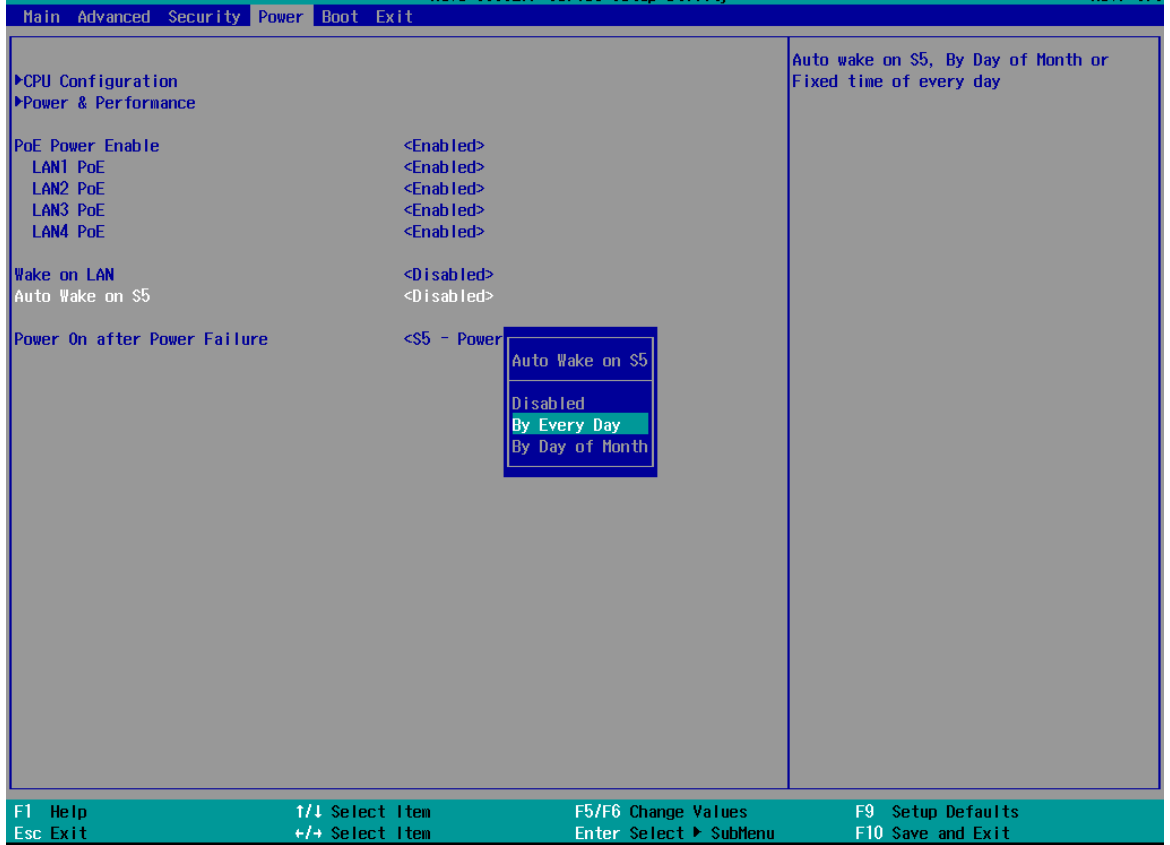 Main Advanced Security Power Boot Exit
Auto wake on S5, By Day of Month or
Fixed time of every day
▶CPU Configuration
▶Power & Performance
PoE Power Enable <Enabled>
LAN1 PoE <Enabled>
LAN2 PoE <Enabled>
LAN3 PoE <Enabled>
LAN4 PoE <Enabled>
Wake on LAN <Disabled>
Auto Wake on S5 <Disabled>
Power On after Power Failure <S5 - Power
Auto Wake on S5
Disabled
By Every Day
By Day of Month
F1 Help ↑/↓ Select Item F5/F6 Change Values F9 Setup Defaults
Esc Exit ←/→ Select Item Enter Select ▶ SubMenu F10 Save and Exit